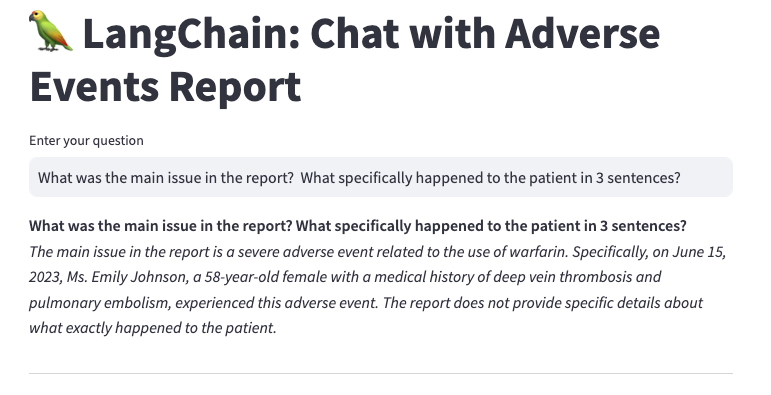 LangChain: Chat with Adverse
Events Report
Enter your question
What was the main issue in the report?  What specifically happened to the patient in 3 sentences?
What was the main issue in the report? What specifically happened to the patient in 3 sentences?
The main issue in the report is a severe adverse event related to the use of warfarin. Specifically, on June 15,
2023, Ms. Emily Johnson, a 58-year-old female with a medical history of deep vein thrombosis and
pulmonary embolism, experienced this adverse event. The report does not provide specific details about
what exactly happened to the patient.